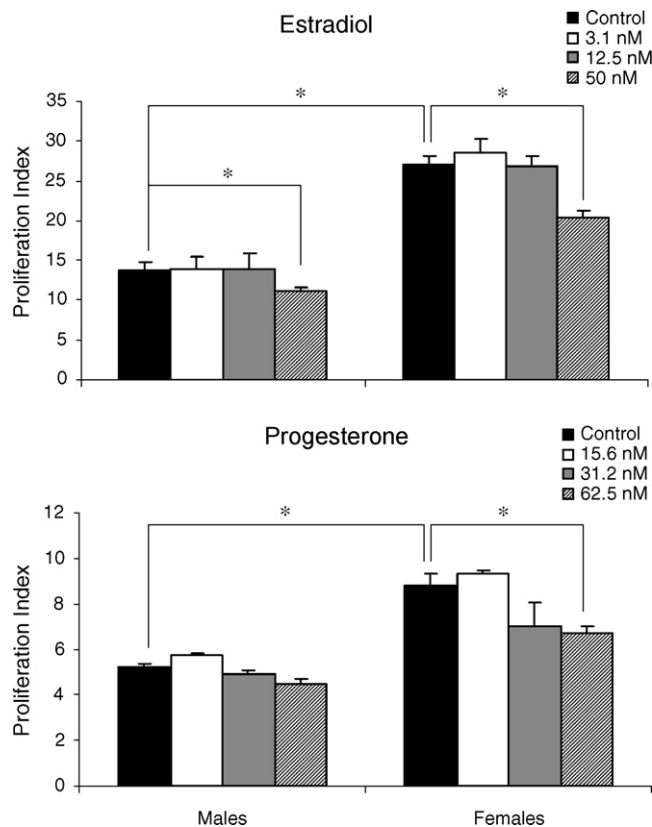 Estradiol
Control
3.1 nM
12.5 nM
50 nM
*
*
*
35
30
25
20
15
10
5
0
Proliferation Index
Progesterone
Control
15.6 nM
31.2 nM
62.5 nM
*
*
12
10
8
6
4
2
0
Proliferation Index
Males
Females